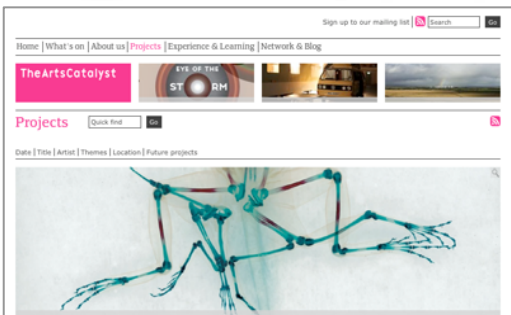 Sign up to our mailing list | Search Go
Home | What's on | About us | Projects | Experience & Learning | Network & Blog
TheArtsCatalyst
EYE OF THE
STORM
Projects Quick find Go
Date | Title | Artist | Themes | Location | Future projects